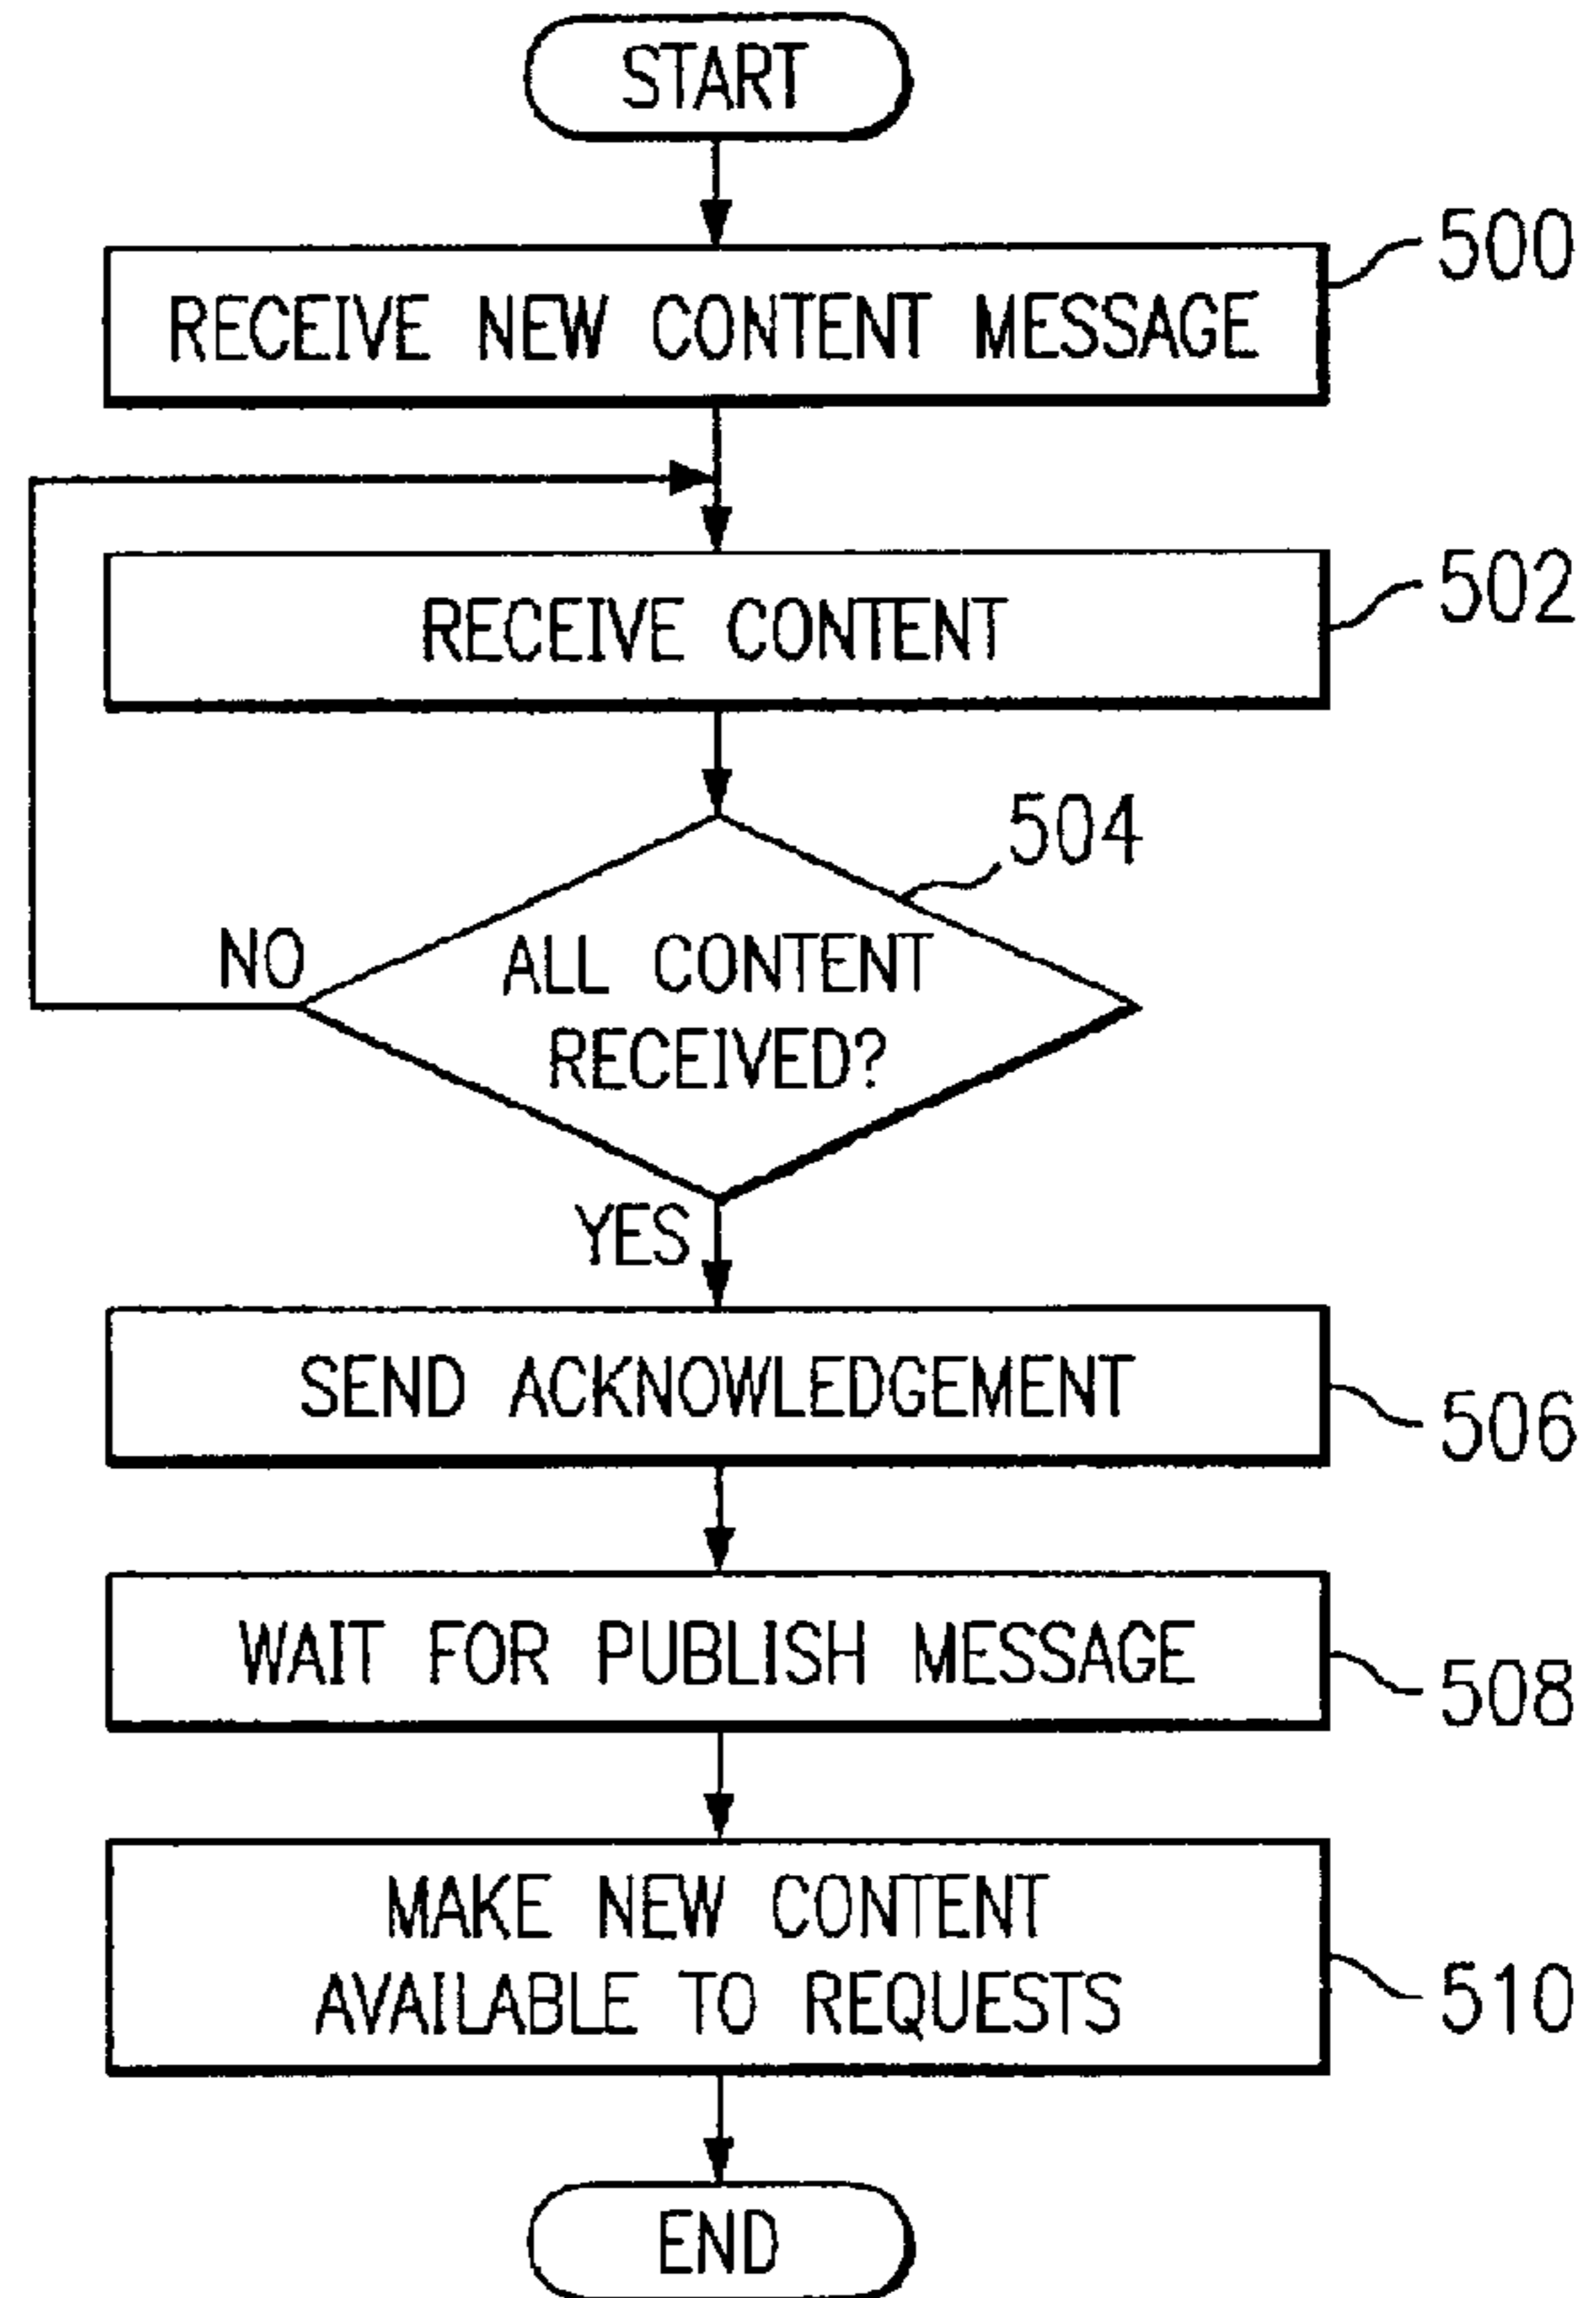 START
500
RECEIVE NEW CONTENT MESSAGE
502
RECEIVE CONTENT
504
NO
ALL CONTENT
RECEIVED?
YES
SEND ACKNOWLEDGEMENT
506
WAIT FOR PUBLISH MESSAGE
508
MAKE NEW CONTENT
AVAILABLE TO REQUESTS
510
END